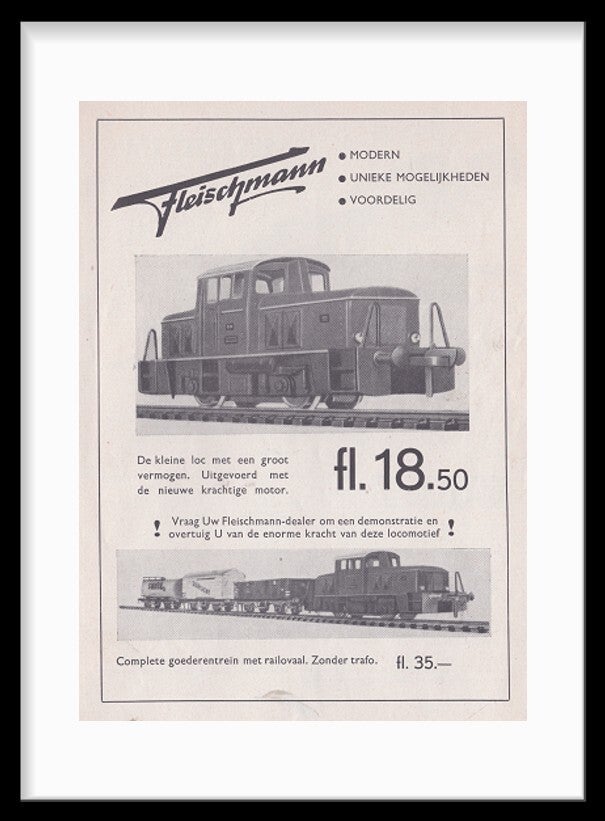 Fleischmann
● MODERN
● UNIEKE MOGELIJKHEDEN
● VOORDELIG
De kleine loc met een groot
vermogen. Uitgevoerd met
de nieuwe krachtige motor.
fl. 18.50
! Vraag Uw Fleischmann-dealer om een demonstratie en !
overtuig U van de enorme kracht van deze locomotief
Complete goederentrein met railovaal. Zonder trafo. fl. 35.—